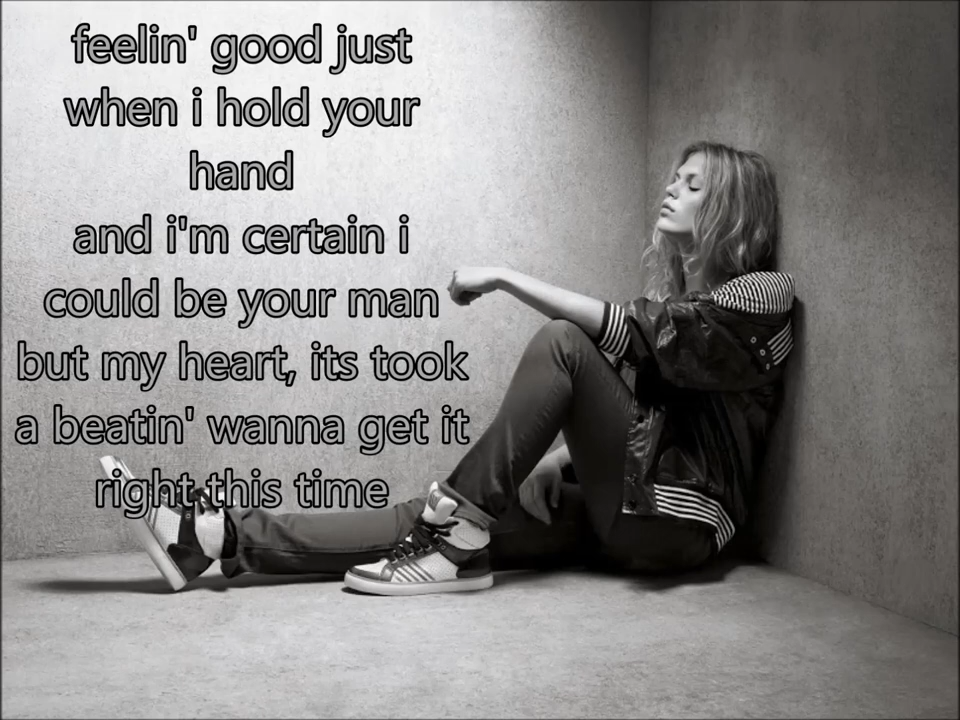 feelin' good just
when i hold your
hand
and i'm certain i
could be your man
but my heart, its took
a beatin' wanna get it
right this time